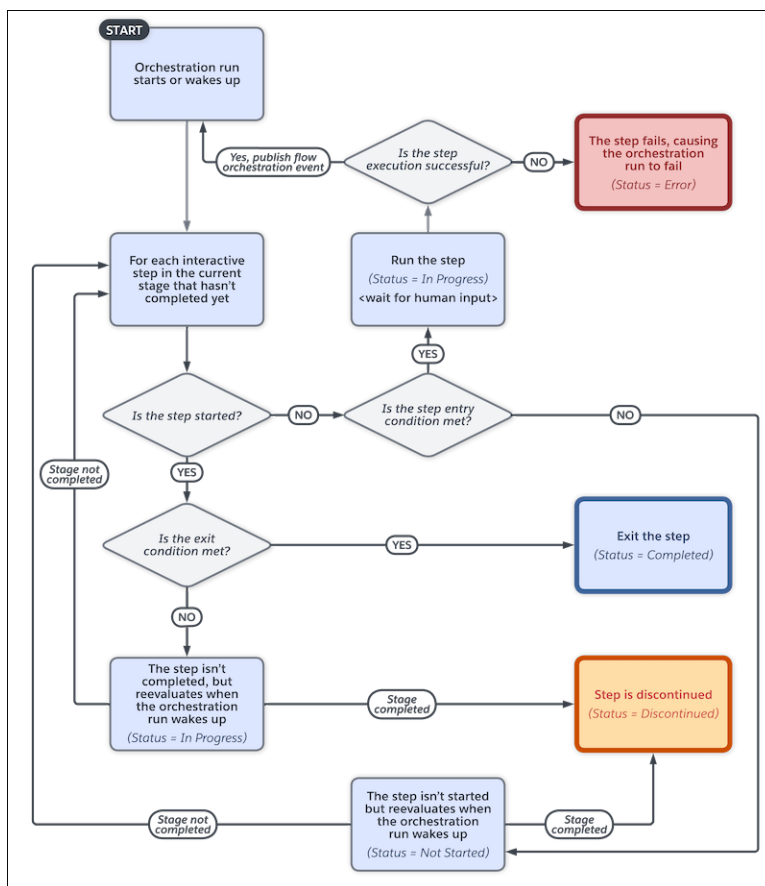 START
Orchestration run
starts or wakes up
Yes, publish flow
orchestration event
Is the step
execution successful?
NO
The step fails, causing
the orchestration
run to fail
(Status = Error)
For each interactive
step in the current
stage that hasn't
completed yet
Run the step
(Status = In Progress)
<wait for human input>
YES
Is the step started?
NO
Is the step entry
condition met?
NO
Stage not
completed
YES
Is the exit
condition met?
YES
Exit the step
(Status = Completed)
NO
The step isn't
completed, but
reevaluates when
the orchestration
run wakes up
(Status = In Progress)
Stage
completed
Step is discontinued
(Status = Discontinued)
Stage not
completed
The step isn't started
but reevaluates when
the orchestration
run wakes up
(Status = Not Started)
Stage
completed